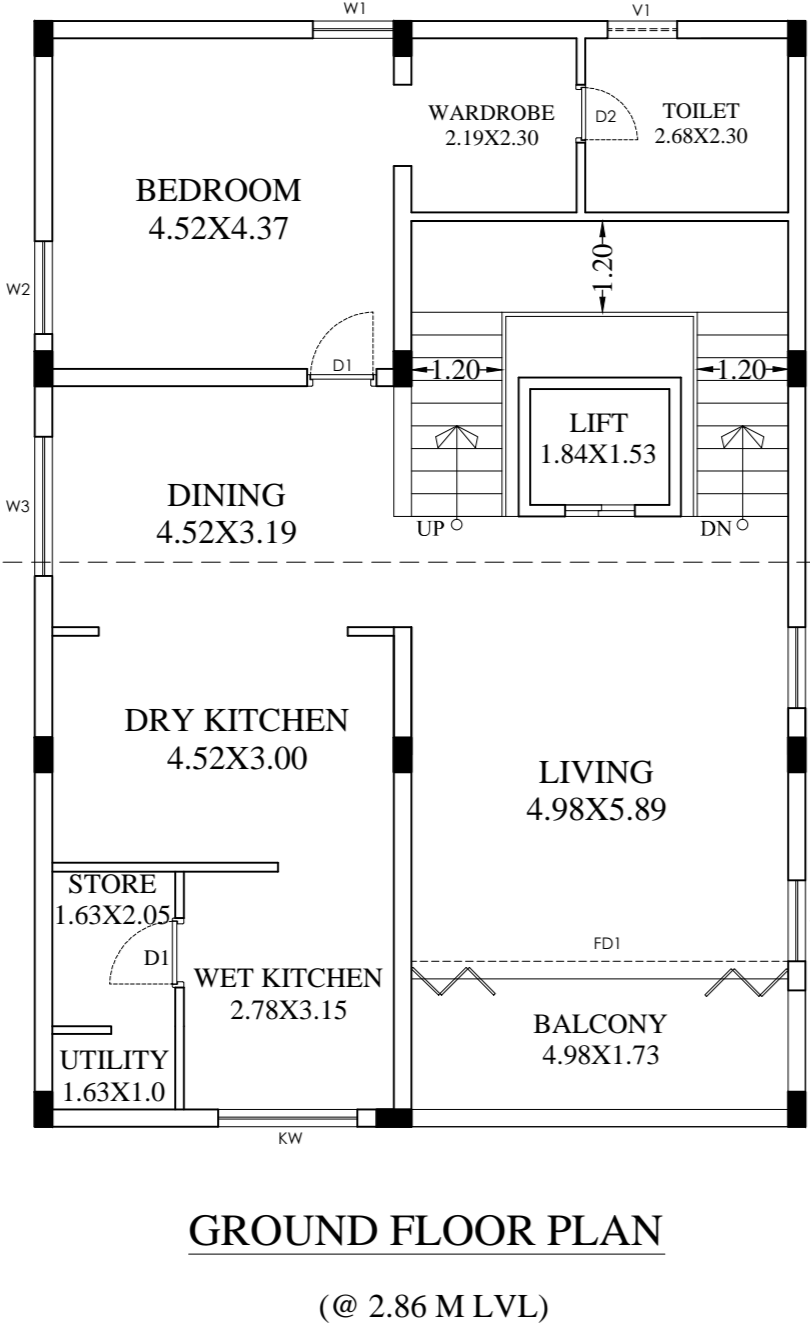 W1
V1
WARDROBE
2.19X2.30
D2
TOILET
2.68X2.30
BEDROOM
4.52X4.37
1.20
W2
D1
1.20
1.20
LIFT
1.84X1.53
W3
DINING
4.52X3.19
UP
DN
DRY KITCHEN
4.52X3.00
LIVING
4.98X5.89
STORE
1.63X2.05
FD1
D1
WET KITCHEN
2.78X3.15
BALCONY
4.98X1.73
UTILITY
1.63X1.0
KW
GROUND FLOOR PLAN
(@ 2.86 M LVL)